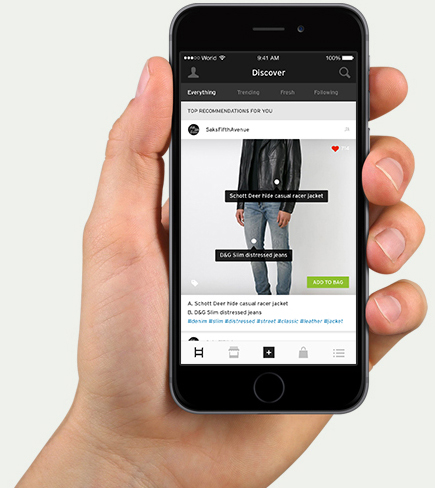 World
9:41 AM
100%
Discover
Everything
Trending
Fresh
Following
TOP RECOMMENDATIONS FOR YOU
SaksFifthAvenue
Schott Deer hide casual racer jacket
D&G Slim distressed jeans
ADD TO BAG
A. Schott Deer hide casual racer jacket
B. D&G Slim distressed jeans
#denim #slim #distressed #street #classic #leather #jacket